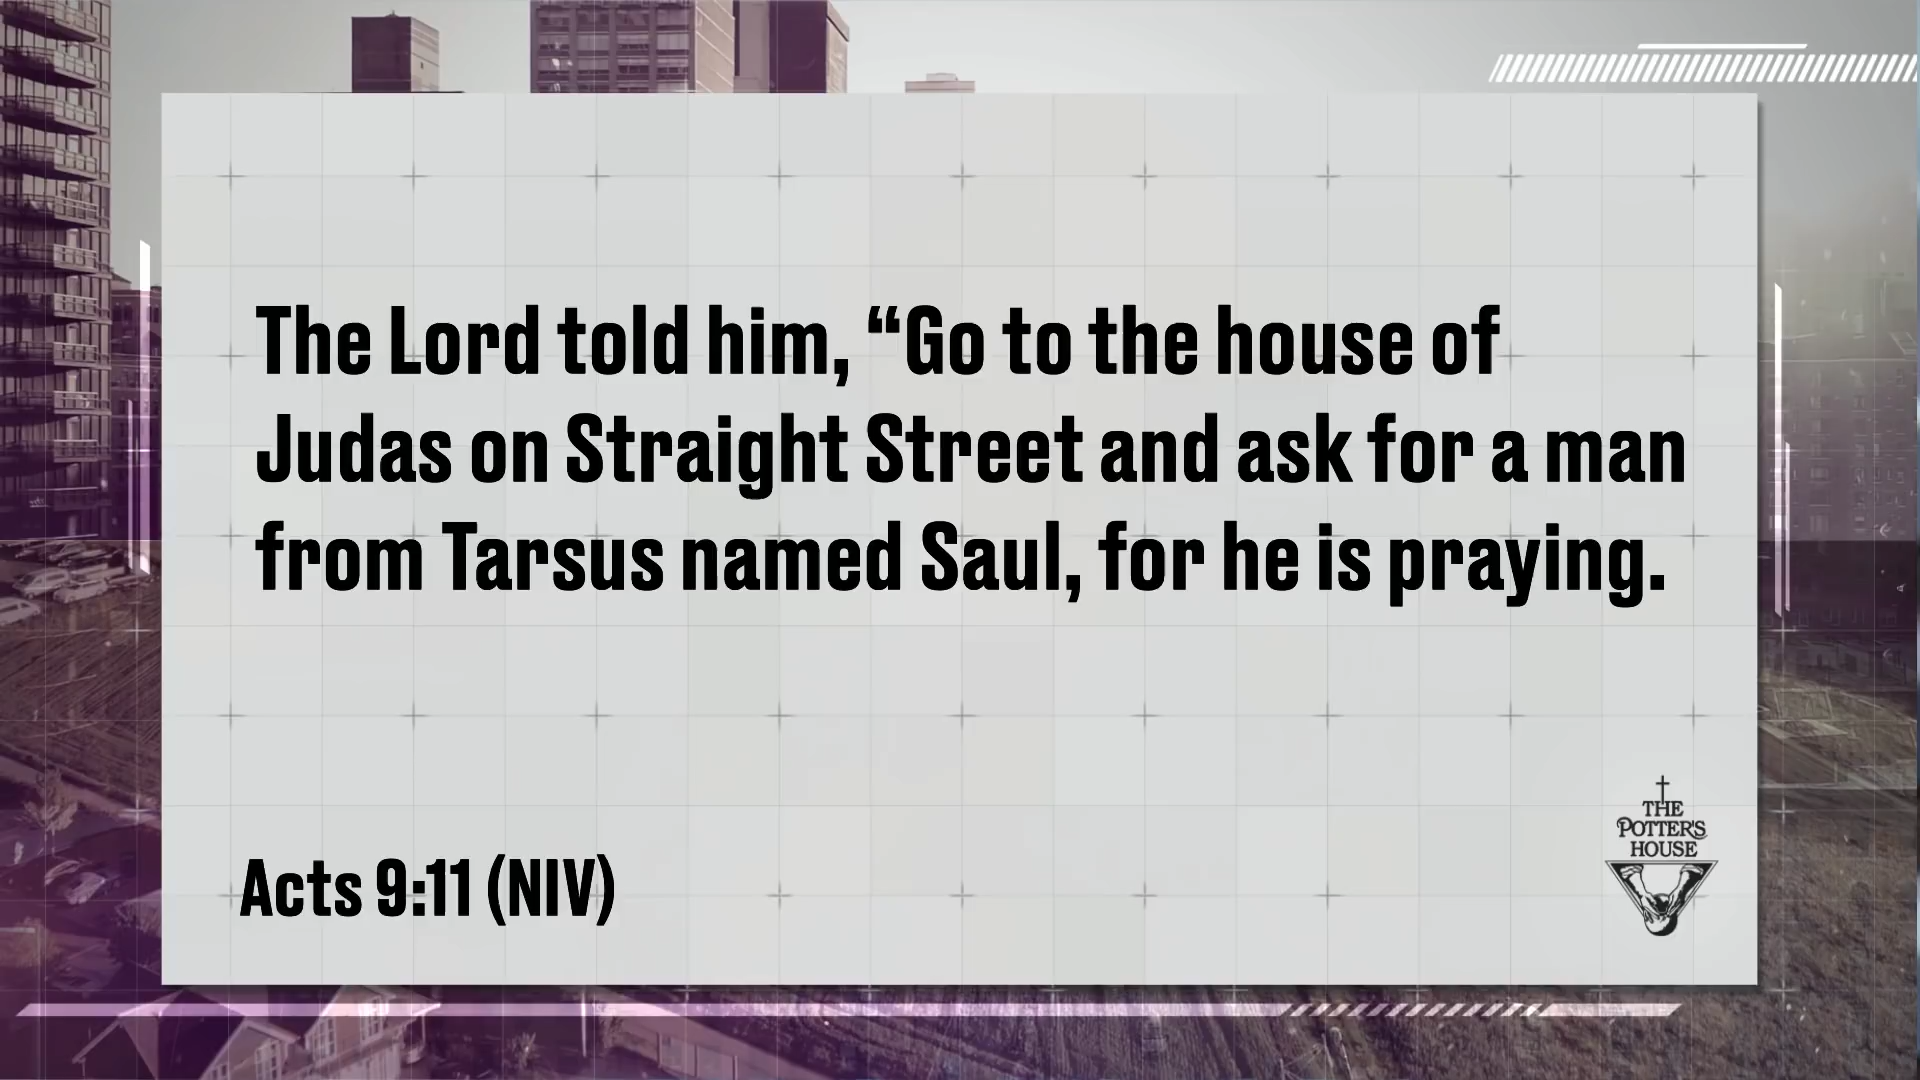 The Lord told him, “Go to the house of
Judas on Straight Street and ask for a man
from Tarsus named Saul, for he is praying.
Acts 9:11 (NIV)
THE
POTTER'S
HOUSE